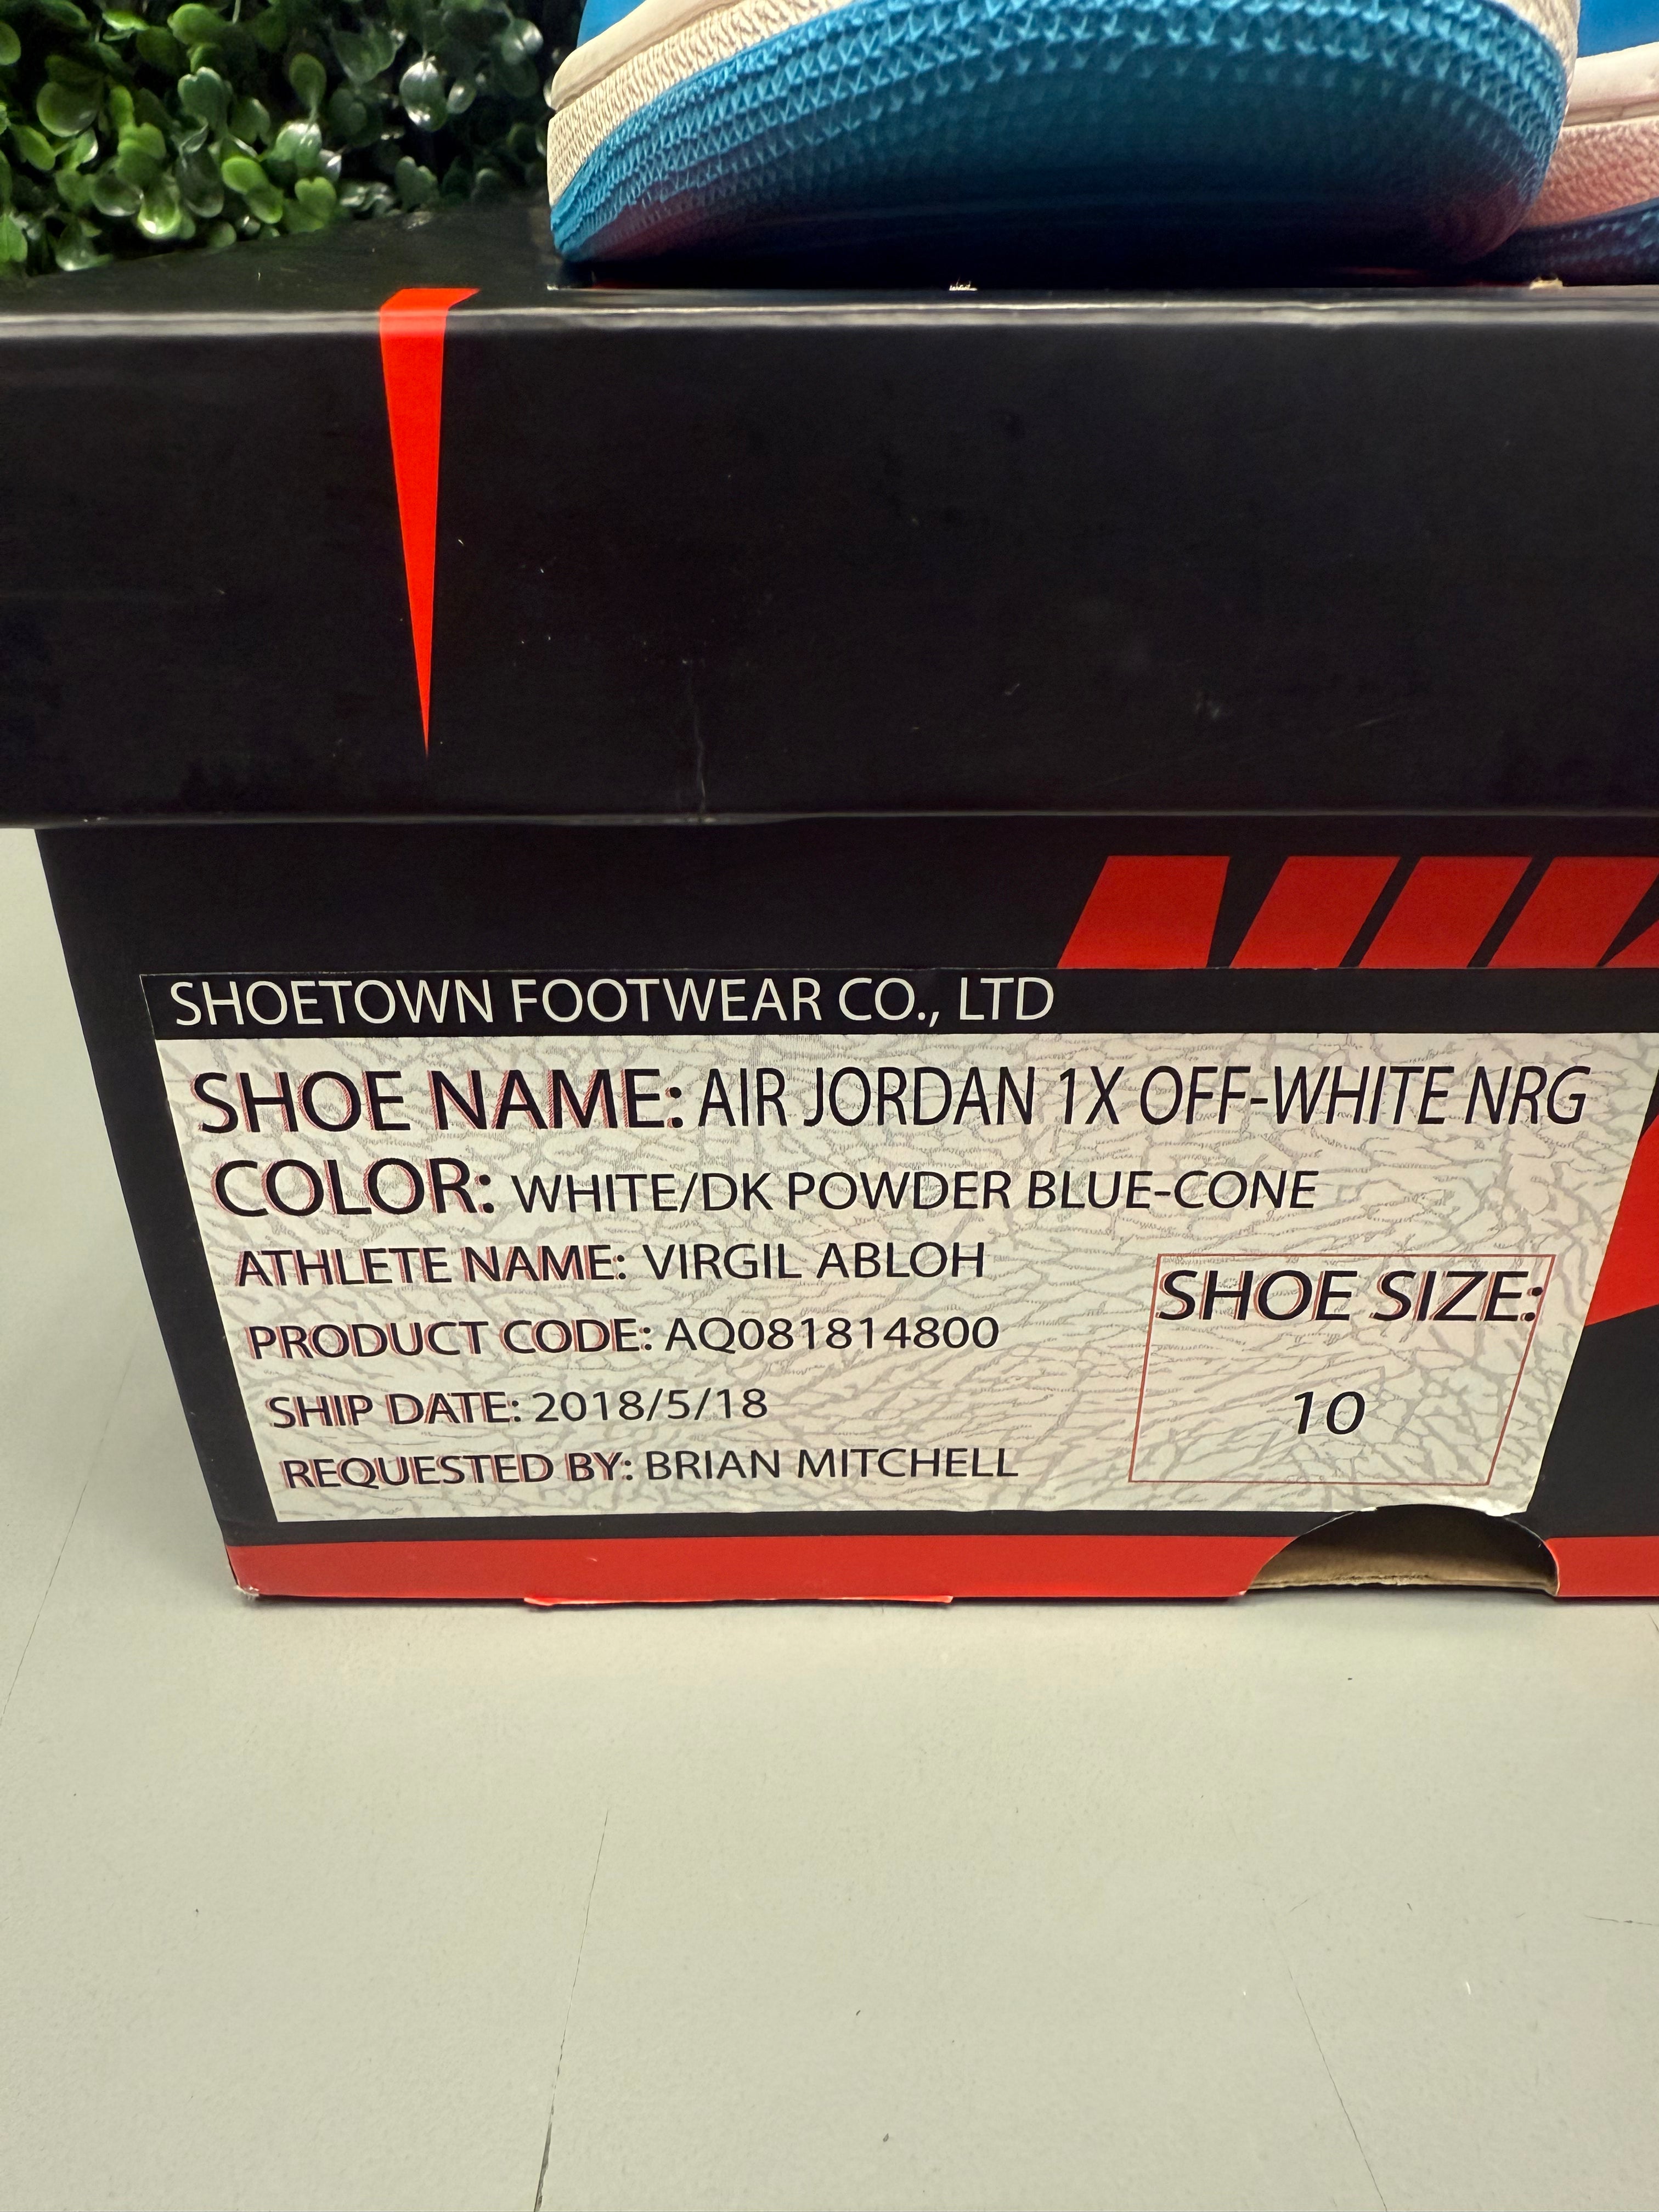 SHOETOWN FOOTWEAR CO., LTD
SHOE NAME: AIR JORDAN 1X OFF-WHITE NRG
COLOR: WHITE/DK POWDER BLUE-CONE
ATHLETE NAME: VIRGIL ABLOH
PRODUCT CODE: AQ081814800
SHIP DATE: 2018/5/18
REQUESTED BY: BRIAN MITCHELL
SHOE SIZE:
10